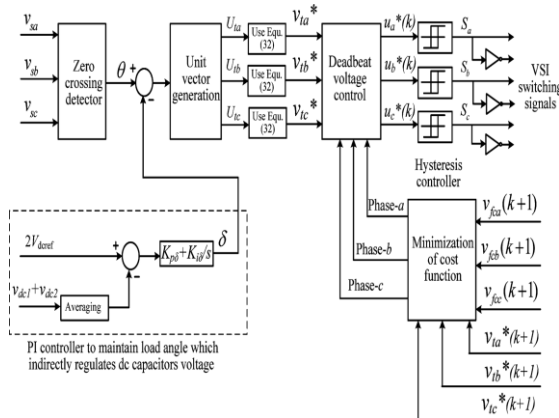 v_sa
v_sb
v_sc
Zero
crossing
detector
θ
+
-
Unit
vector
generation
U_ta
U_tb
U_tc
Use Equ.
(32)
Use Equ.
(32)
Use Equ.
(32)
v_ta*
v_tb*
v_tc*
Deadbeat
voltage
control
u_a*(k)
u_b*(k)
u_c*(k)
S_a
S_b
S_c
VSI
switching
signals
Hysteresis
controller
Phase-a
Phase-b
Phase-c
Minimization
of cost
function
v_fca(k+1)
v_fcb(k+1)
v_fcc(k+1)
v_ta*(k+1)
v_tb*(k+1)
v_tc*(k+1)
2V_dcref
+
-
K_pδ+K_iδ/s
δ
v_dc1+v_dc2
Averaging
PI controller to maintain load angle which
indirectly regulates dc capacitors voltage